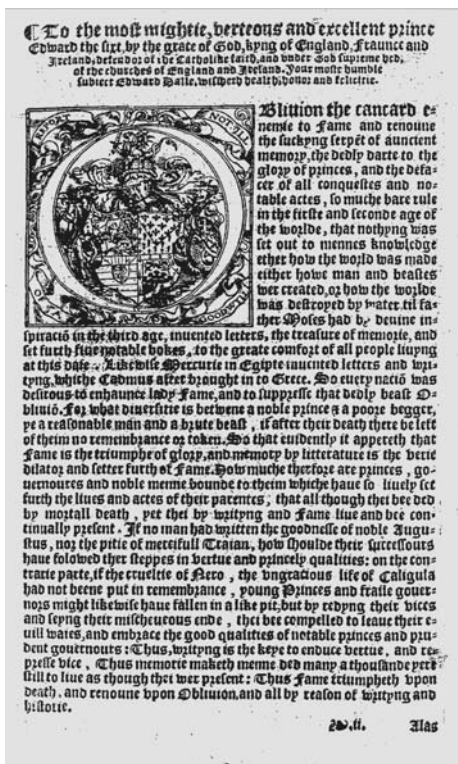 ¶ To the most mightie, verteous and excellent prince
Edward the sixt, by the grace of God, kyng of England, Fraunce and
Ireland, defendor of the Catholike faith, and vnder God supreme hed,
of the churches of England and Ireland. Your moste humble
subiect Edward Halle, wissheth health, honor and felicitie.
REPORT NOT ILL
OBliuion the cancard e=
nemie to Fame and renoune
the suckyng serpēt of auncient
memory, the dedly darte to the
glory of princes, and the defa=
cer of all conquestes and no=
table actes, so muche bare rule
in the firste and seconde age of
the worlde, that nothyng was
set out to mennes knowledge
ether how the world was made
either howe man and beastes
wer created, or how the worlde
was destroyed by water, til fa=
ther Moses had by deuine in=
spiraciō in the third age, inuented letters, the treasure of memorie, and
set furth fiue notable bokes, to the greate comfort of all people liuyng
at this daie. Likewise Mercurie in Egipte inuented letters and wri=
tyng, whiche Cadmus after brought in to Grece. So euery naciō was
desirous to enhaunce lady Fame, and to suppresse that dedly beast O=
bliuiō. For what diuersitie is betwene a noble prince & a poore begger,
ye a reasonable man and a brute beast, if after their death there be left
of theim no remembrance or token. So that euidently it appereth that
Fame is the triumphe of glory, and memory by litterature is the verie
dilator and setter furth of Fame. How muche therfore are princes, go=
uernoures and noble menne bounde to theim whiche haue so liuely set
furth the liues and actes of their parentes, that all though thei bee ded
by mortall death, yet thei by writyng and Fame liue and bee con=
tinually present. If no man had written the goodnesse of noble Augu=
stus, nor the pitie of mercifull Traian, how shoulde their successours
haue folowed ther steppes in vertue and princely qualities: on the con=
trarie parte, if the crueltie of Nero, the vngracious life of Caligula
had not beene put in remembrance, young Princes and fraile gouer=
nors might likewise haue fallen in a like pit, but by redyng their vices
and seyng their mischeueous ende, thei bee compelled to leaue their e=
uill waies, and embrace the good qualities of notable princes and pru=
dent gouernours: Thus, writyng is the keye to enduce vertue, and re=
presse vice, Thus memorie maketh menne ded many a thousande yere
still to liue as though thei wer present: Thus Fame triumpheth vpon
death, and renoune vpon Obliuion, and all by reason of writyng and
historie.
.ii. Alas